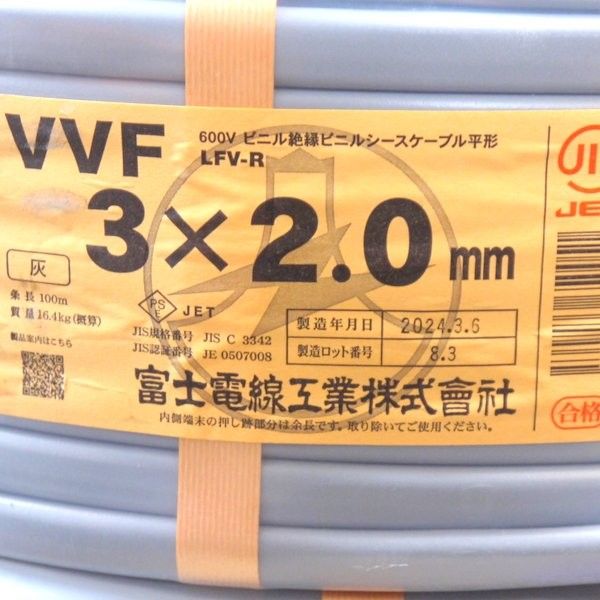 VVF
600V ビニル絶縁ビニルシースケーブル平形
LFV-R
3×2.0mm
灰
条長 100m
質量 16.4kg(概算)
製品案内はこちら
PS E JET
JIS規格番号 JIS C 3342
JIS認証番号 JE 0507008
製造年月日 2024.3.6
製造ロット番号 8.3
富士電線工業株式會社
内側端末の押し跡部分は余長です。取り除いてご使用ください。
合格